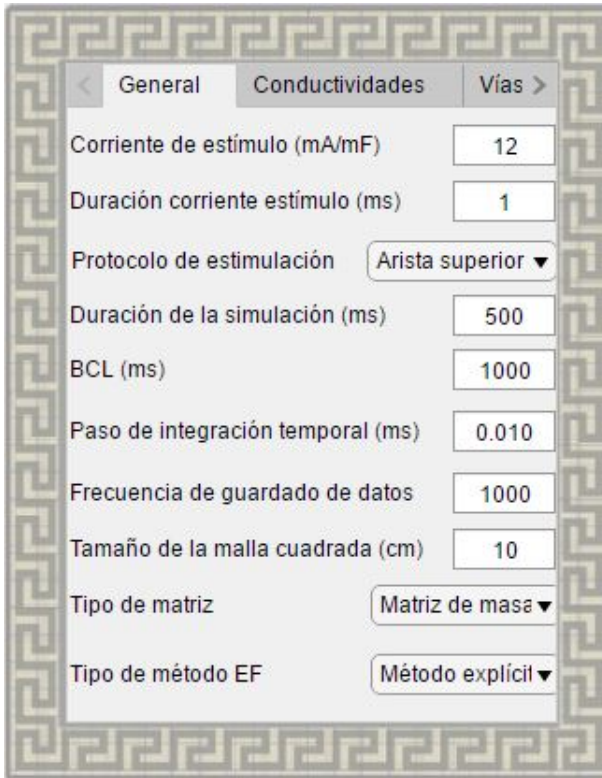 General Conductividades Vías
Corriente de estímulo (mA/mF) 12
Duración corriente estímulo (ms) 1
Protocolo de estimulación Arista superior
Duración de la simulación (ms) 500
BCL (ms) 1000
Paso de integración temporal (ms) 0.010
Frecuencia de guardado de datos 1000
Tamaño de la malla cuadrada (cm) 10
Tipo de matriz Matriz de masa
Tipo de método EF Método explícit